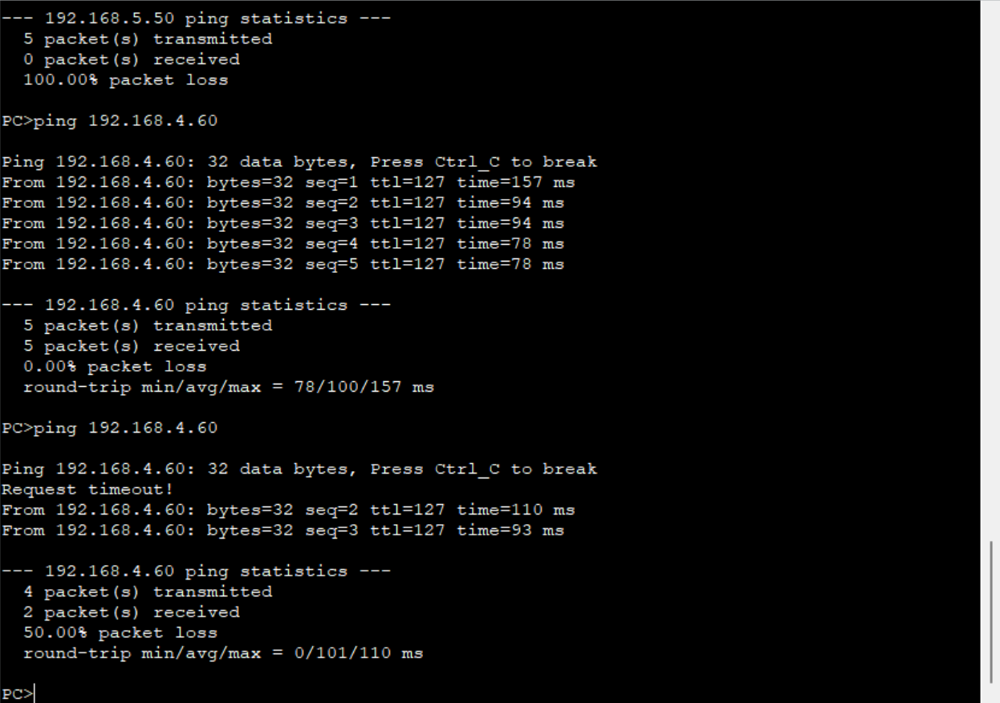 --- 192.168.5.50 ping statistics ---
  5 packet(s) transmitted
  0 packet(s) received
  100.00% packet loss

PC>ping 192.168.4.60

Ping 192.168.4.60: 32 data bytes, Press Ctrl_C to break
From 192.168.4.60: bytes=32 seq=1 ttl=127 time=157 ms
From 192.168.4.60: bytes=32 seq=2 ttl=127 time=94 ms
From 192.168.4.60: bytes=32 seq=3 ttl=127 time=94 ms
From 192.168.4.60: bytes=32 seq=4 ttl=127 time=78 ms
From 192.168.4.60: bytes=32 seq=5 ttl=127 time=78 ms

--- 192.168.4.60 ping statistics ---
  5 packet(s) transmitted
  5 packet(s) received
  0.00% packet loss
  round-trip min/avg/max = 78/100/157 ms

PC>ping 192.168.4.60

Ping 192.168.4.60: 32 data bytes, Press Ctrl_C to break
Request timeout!
From 192.168.4.60: bytes=32 seq=2 ttl=127 time=110 ms
From 192.168.4.60: bytes=32 seq=3 ttl=127 time=93 ms

--- 192.168.4.60 ping statistics ---
  4 packet(s) transmitted
  2 packet(s) received
  50.00% packet loss
  round-trip min/avg/max = 0/101/110 ms

PC>